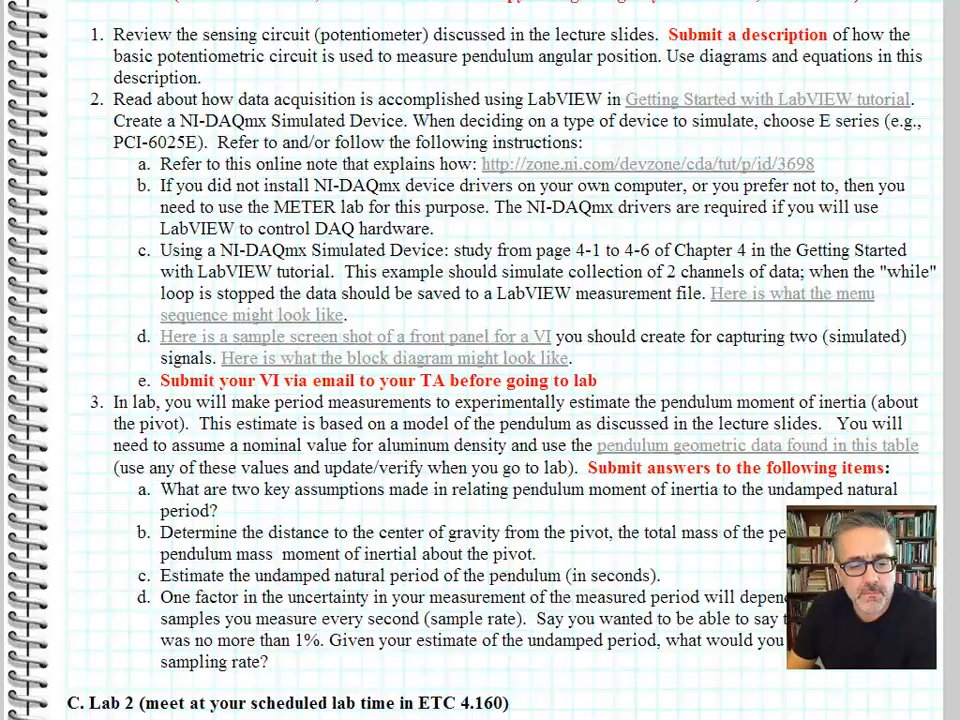 1. Review the sensing circuit (potentiometer) discussed in the lecture slides. Submit a description of how the
basic potentiometric circuit is used to measure pendulum angular position. Use diagrams and equations in this
description.
2. Read about how data acquisition is accomplished using LabVIEW in Getting Started with LabVIEW tutorial.
Create a NI-DAQmx Simulated Device. When deciding on a type of device to simulate, choose E series (e.g.,
PCI-6025E). Refer to and/or follow the following instructions:
a. Refer to this online note that explains how: http://zone.ni.com/devzone/cda/tut/p/id/3698
b. If you did not install NI-DAQmx device drivers on your own computer, or you prefer not to, then you
need to use the METER lab for this purpose. The NI-DAQmx drivers are required if you will use
LabVIEW to control DAQ hardware.
c. Using a NI-DAQmx Simulated Device: study from page 4-1 to 4-6 of Chapter 4 in the Getting Started
with LabVIEW tutorial. This example should simulate collection of 2 channels of data; when the "while"
loop is stopped the data should be saved to a LabVIEW measurement file. Here is what the menu
sequence might look like.
d. Here is a sample screen shot of a front panel for a VI you should create for capturing two (simulated)
signals. Here is what the block diagram might look like.
e. Submit your VI via email to your TA before going to lab
3. In lab, you will make period measurements to experimentally estimate the pendulum moment of inertia (about
the pivot). This estimate is based on a model of the pendulum as discussed in the lecture slides. You will
need to assume a nominal value for aluminum density and use the pendulum geometric data found in this table
(use any of these values and update/verify when you go to lab). Submit answers to the following items:
a. What are two key assumptions made in relating pendulum moment of inertia to the undamped natural
period?
b. Determine the distance to the center of gravity from the pivot, the total mass of the pe
pendulum mass moment of inertial about the pivot.
c. Estimate the undamped natural period of the pendulum (in seconds).
d. One factor in the uncertainty in your measurement of the measured period will depend
samples you measure every second (sample rate). Say you wanted to be able to say t
was no more than 1%. Given your estimate of the undamped period, what would you
sampling rate?
C. Lab 2 (meet at your scheduled lab time in ETC 4.160)